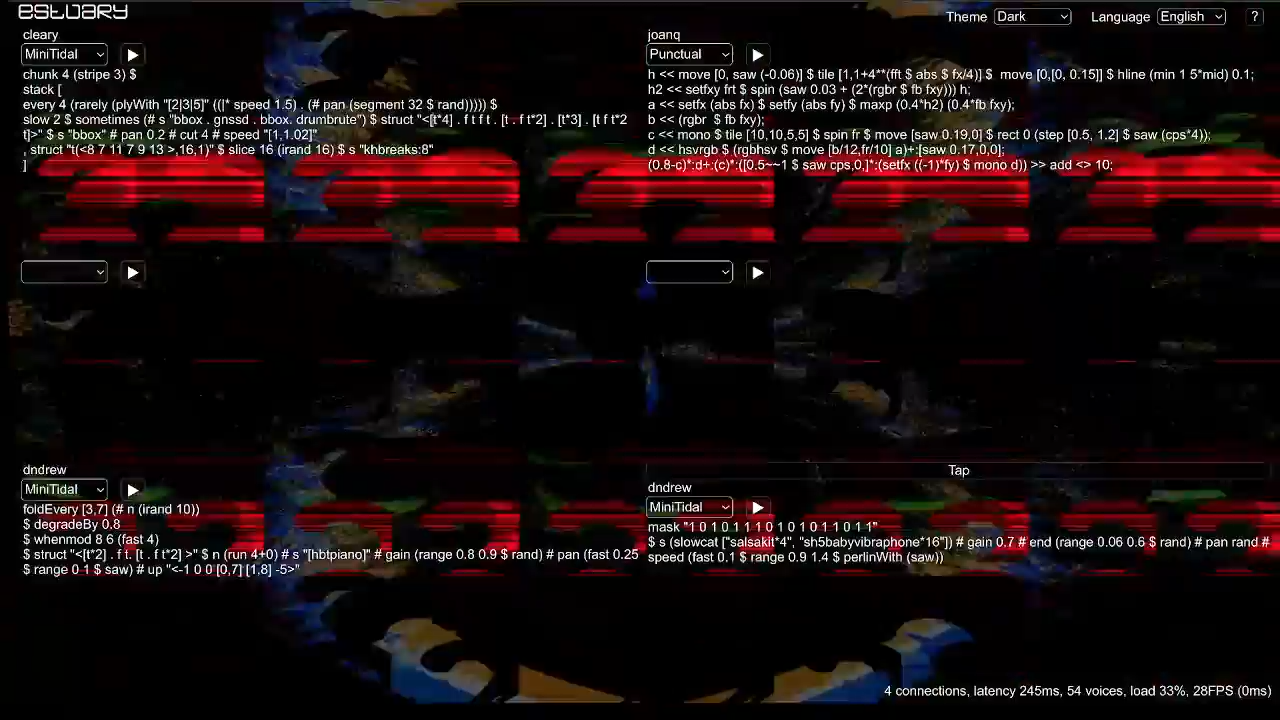 estuary
Theme Dark Language English ?
cleary
MiniTidal
chunk 4 (stripe 3) $
stack [
every 4 (rarely (plyWith "[2|3|5]" ((|* speed 1.5) . (# pan (segment 32 $ rand))))) $
slow 2 $ sometimes (# s "bbox . gnssd . bbox. drumbrute") $ struct "<[t*4] . f t f t . [t . f t*2] . [t*3] . [t f t*2
t]>" $ s "bbox" # pan 0.2 # cut 4 # speed "[1,1.02]"
, struct "t(<8 7 11 7 9 13 >,16,1)" $ slice 16 (irand 16) $ s "khbreaks:8"
]
joanq
Punctual
h << move [0, saw (-0.06)] $ tile [1,1+4**(fft $ abs $ fx/4)] $ move [0,[0, 0.15]] $ hline (min 1 5*mid) 0.1;
h2 << setfxy frt $ spin (saw 0.03 + (2*(rgbr $ fb fxy))) h;
a << setfx (abs fx) $ setfy (abs fy) $ maxp (0.4*h2) (0.4*fb fxy);
b << (rgbr $ fb fxy);
c << mono $ tile [10,10,5,5] $ spin fr $ move [saw 0.19,0] $ rect 0 (step [0.5, 1,2] $ saw (cps*4));
d << hsvrgb $ (rgbhsv $ move [b/12,fr/10] a)+:[saw 0.17,0,0];
(0.8-c)*:d+:(c)*:([0.5~~1 $ saw cps,0,]*:(setfx ((-1)*fy) $ mono d)) >> add <> 10;
dndrew
MiniTidal
foldEvery [3,7] (# n (irand 10))
$ degradeBy 0.8
$ whenmod 8 6 (fast 4)
$ struct "<[t*2] . f t. [t . f t*2] >" $ n (run 4+0) # s "[hbtpiano]" # gain (range 0.8 0.9 $ rand) # pan (fast 0.25
$ range 0 1 $ saw) # up "<-1 0 0 [0,7] [1,8] -5>"
Tap
dndrew
MiniTidal
mask "1 0 1 0 1 1 1 0 1 0 1 0 1 1 0 1 1"
$ s (slowcat ["salsakit*4", "sh5babyvibraphone*16"]) # gain 0.7 # end (range 0.06 0.6 $ rand) # pan rand #
speed (fast 0.1 $ range 0.9 1.4 $ perlinWith (saw))
4 connections, latency 245ms, 54 voices, load 33%, 28FPS (0ms)